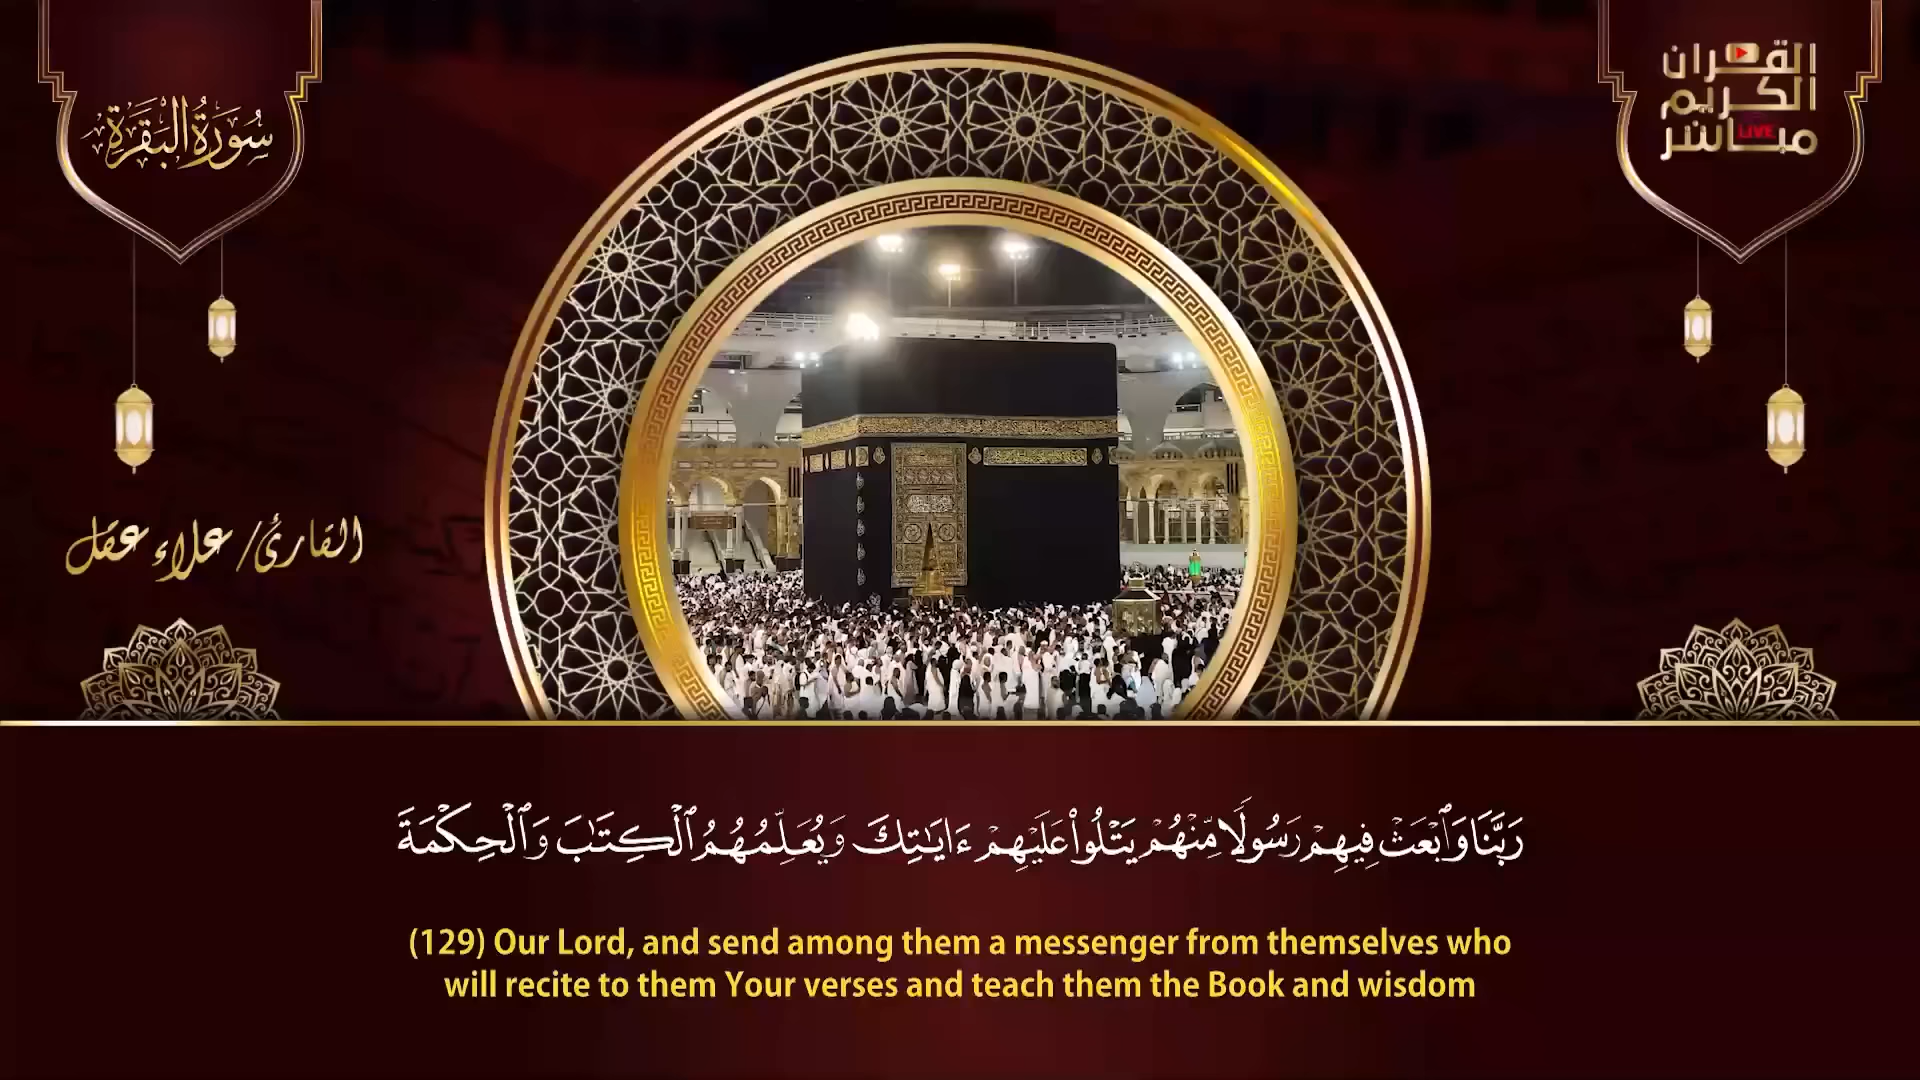 سُورَةُ البَقَرَةِ
القران
الكريم
مباشر
LIVE
القارئ/ علاء عقل
رَبَّنَا وَٱبْعَثْ فِيهِمْ رَسُولًا مِّنْهُمْ يَتْلُوا۟ عَلَيْهِمْ ءَايَـٰتِكَ وَيُعَلِّمُهُمُ ٱلْكِتَـٰبَ وَٱلْحِكْمَةَ
(129) Our Lord, and send among them a messenger from themselves who
will recite to them Your verses and teach them the Book and wisdom